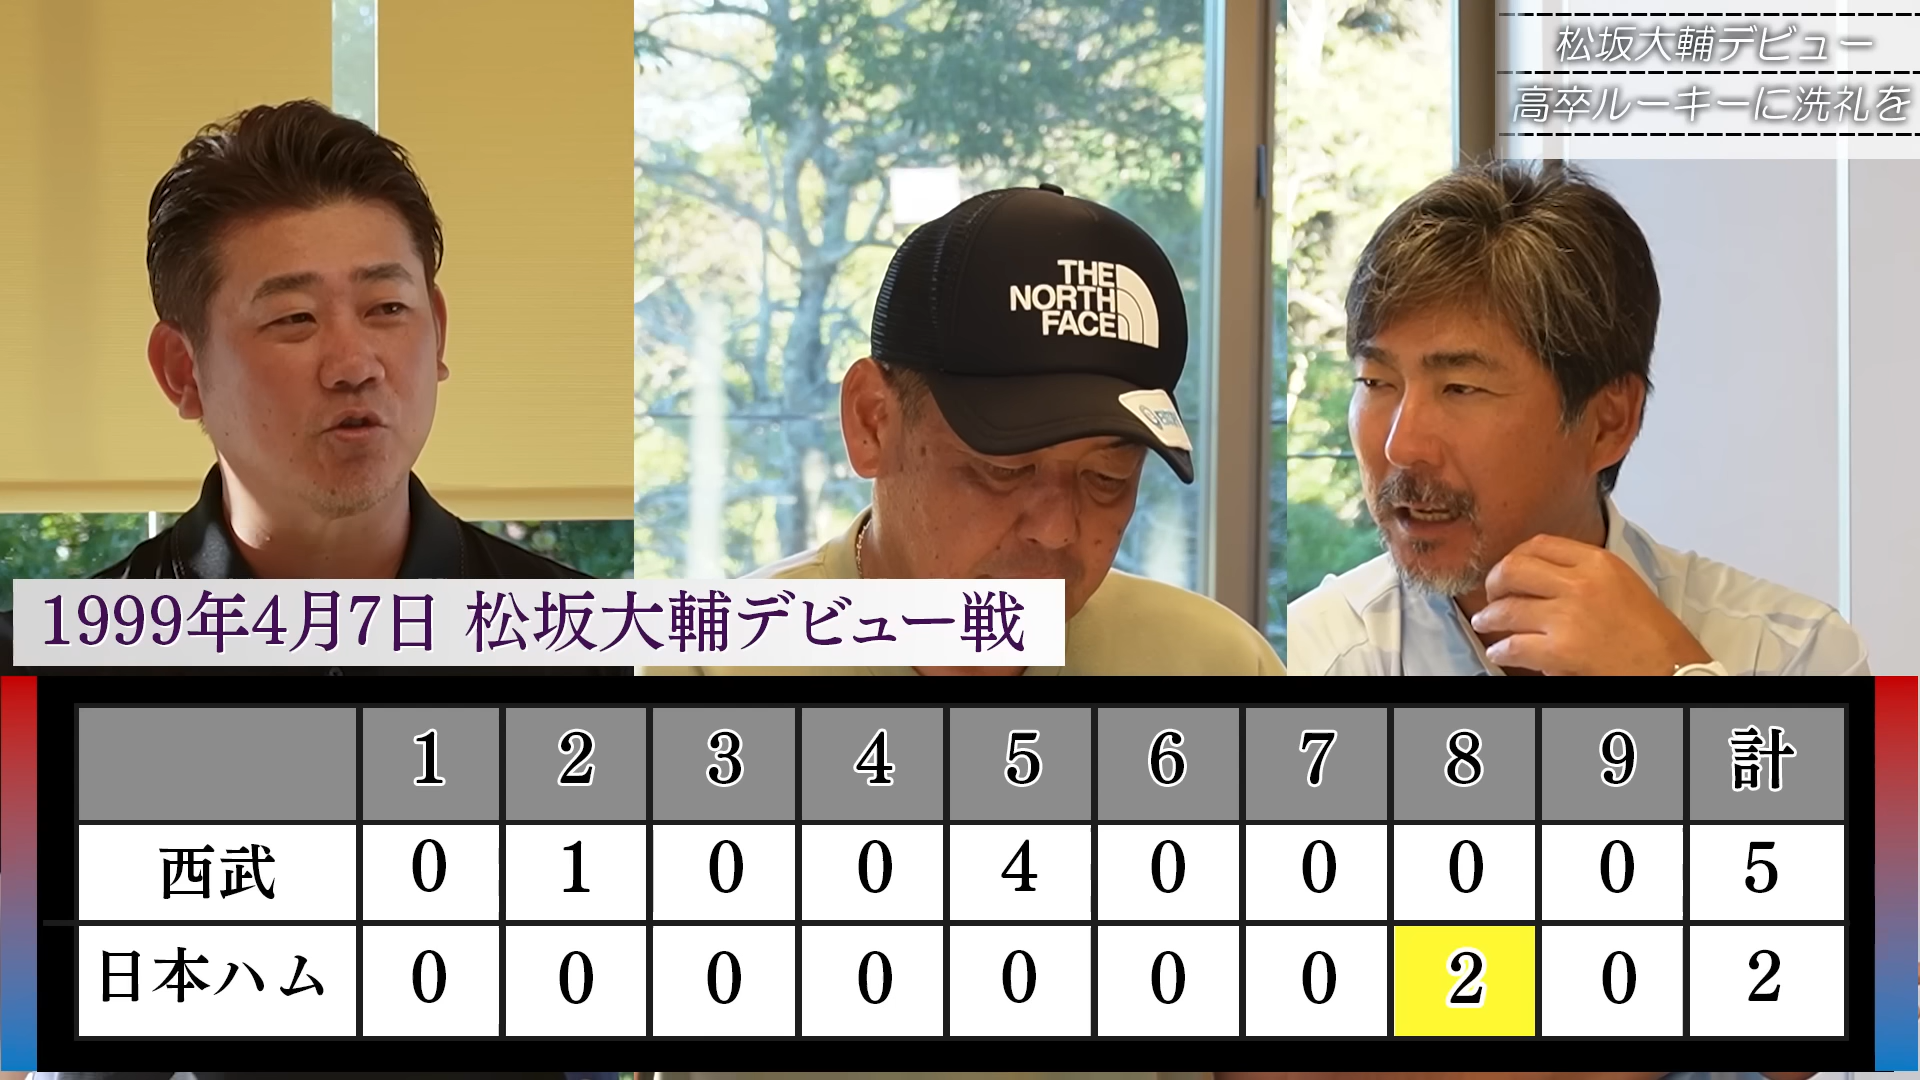 松坂大輔デビュー
高卒ルーキーに洗礼を
THE
NORTH
FACE
1999年4月7日 松坂大輔デビュー戦
1 2 3 4 5 6 7 8 9 計
西武 0 1 0 0 4 0 0 0 0 5
日本ハム 0 0 0 0 0 0 0 2 0 2